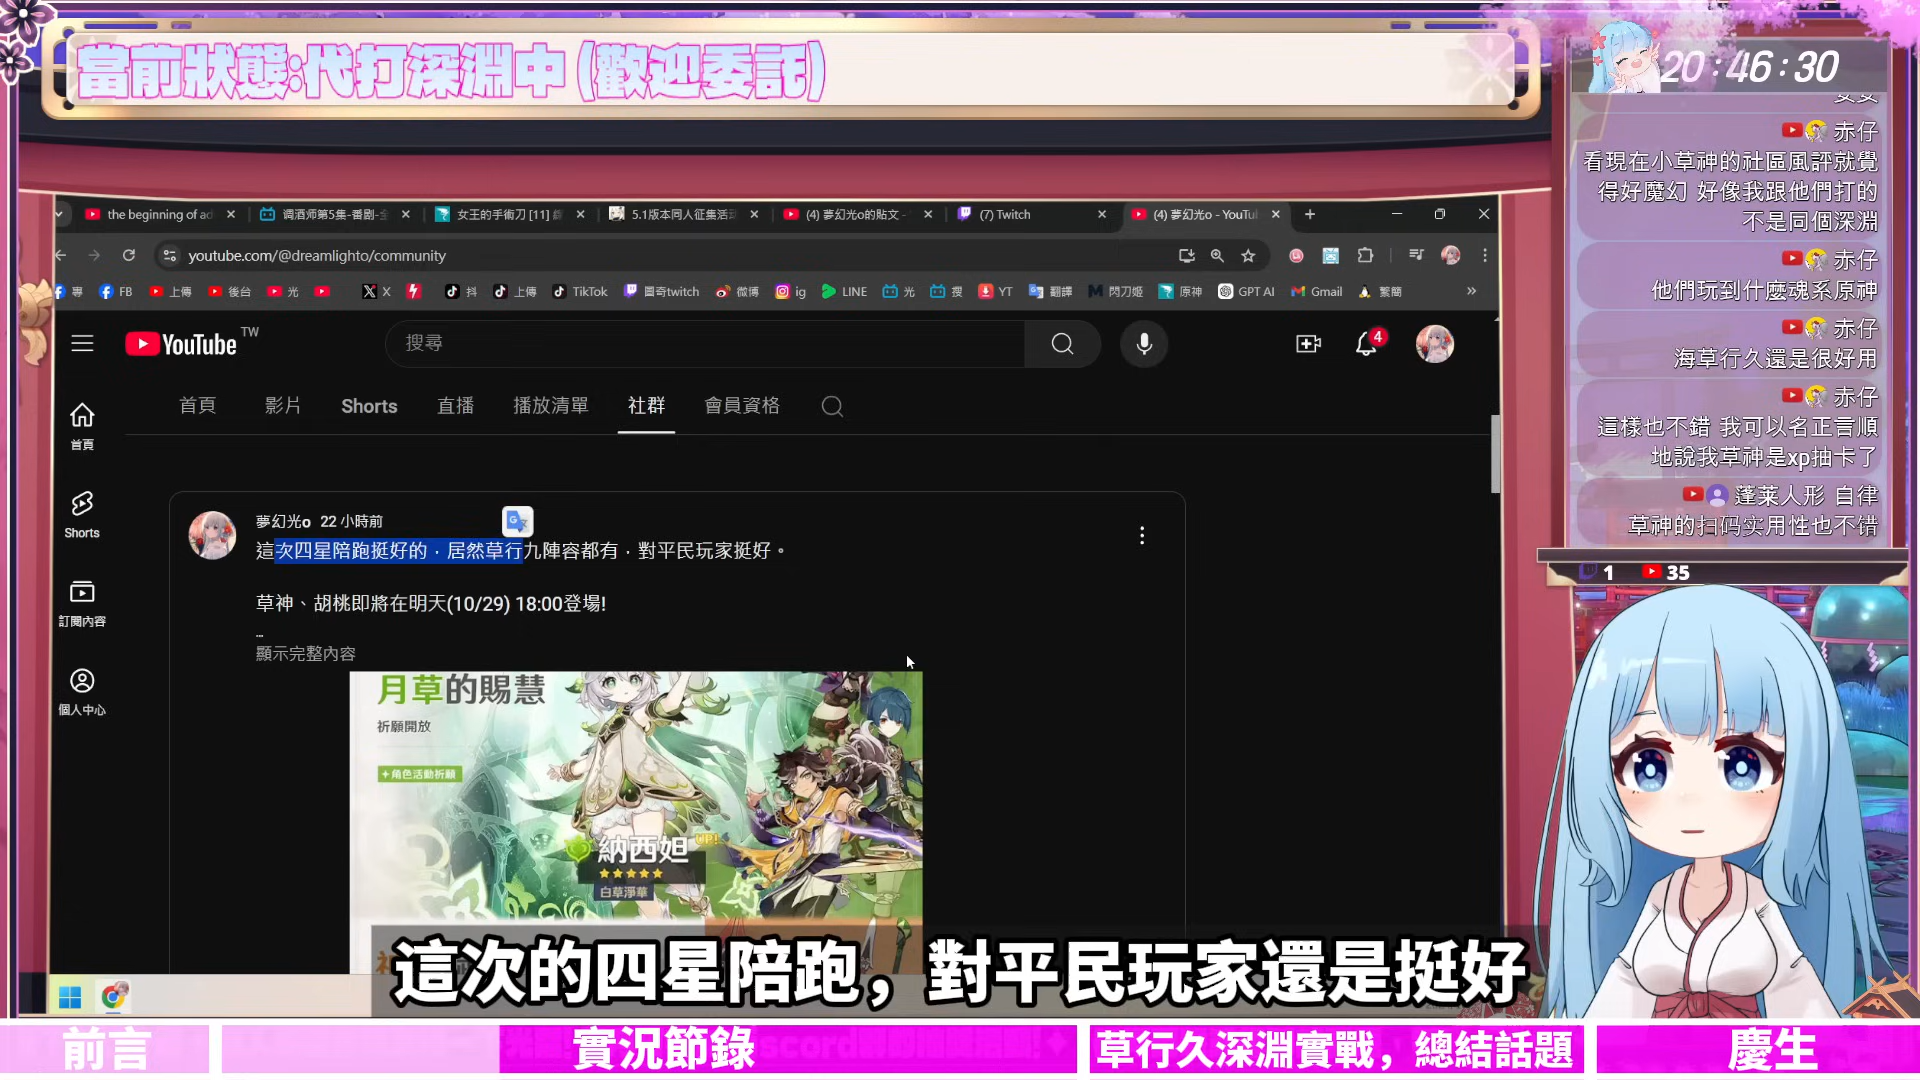 當前狀態:代打深淵中(歡迎委託)
20:46:30
赤仔
看現在小草神的社區風評就覺
得好魔幻 好像我跟他們打的
不是同個深淵
赤仔
他們玩到什麼魂系原神
赤仔
海草行久還是很好用
赤仔
這樣也不錯 我可以名正言順
地說我草神是xp抽卡了
蓬莱人形 自律
草神的扫码实用性也不错
1 35
the beginning of ad
调酒师第5集-番剧-全
女王的手術刀 [11]
5.1版本同人征集活
(4) 夢幻光o的貼文 -
(7) Twitch
(4) 夢幻光o - YouTu
youtube.com/@dreamlighto/community
專 FB 上傳 後台 光 X 抖 上傳 TikTok 圖奇twitch 微博 ig LINE 光 搜 YT 翻譯 閃刀姬 原神 GPT AI Gmail 繁簡 »
YouTube TW
搜尋
4
首頁 影片 Shorts 直播 播放清單 社群 會員資格
首頁
Shorts
訂閱內容
個人中心
夢幻光o 22 小時前
這次四星陪跑挺好的，居然草行九陣容都有，對平民玩家挺好。
草神、胡桃即將在明天(10/29) 18:00登場!
...
顯示完整內容
月草的賜慧
祈願開放
角色活動祈願
納西妲 UP!
白草淨華
這次的四星陪跑，對平民玩家還是挺好
前言
實況節錄
草行久深淵實戰，總結話題
慶生